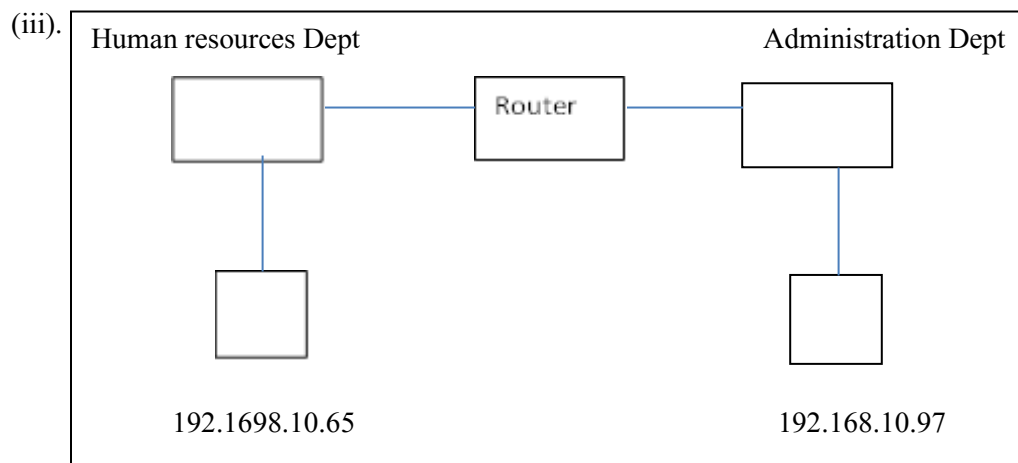 (iii).
Human resources Dept Administration Dept
Router
192.1698.10.65 192.168.10.97